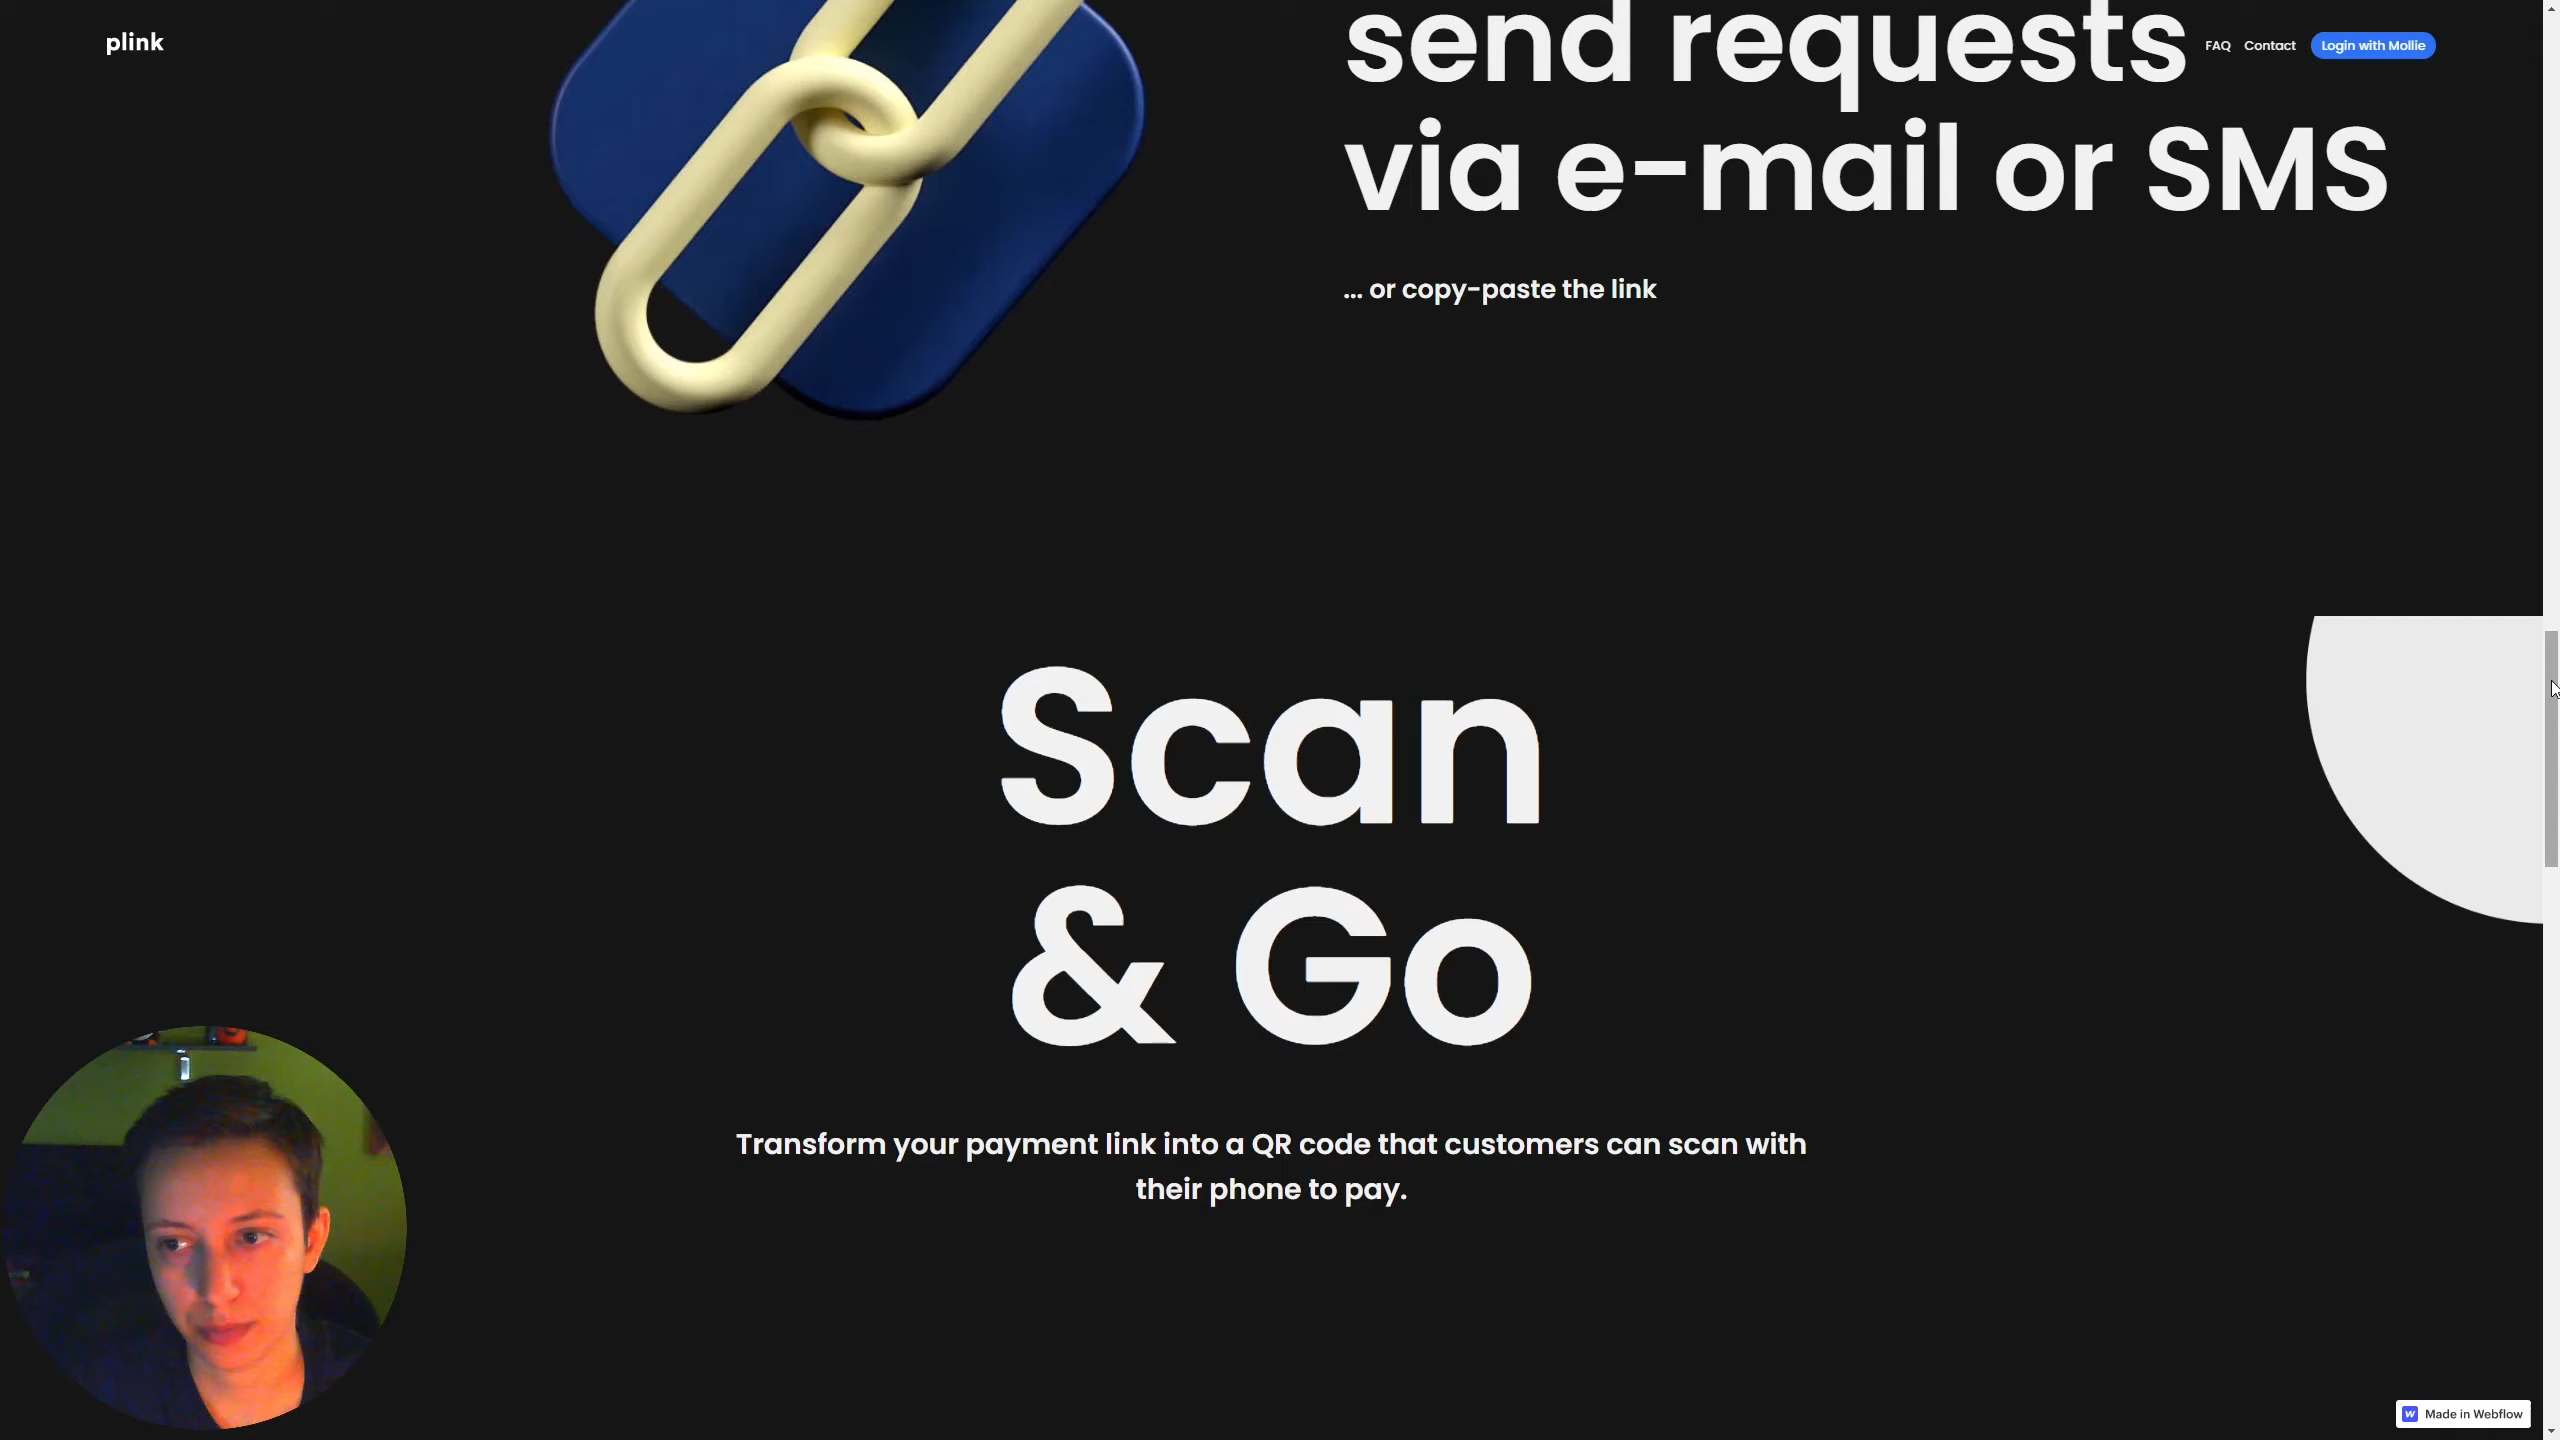 plink
FAQ Contact Login with Mollie
send requests
via e-mail or SMS
... or copy-paste the link
Scan
& Go
Transform your payment link into a QR code that customers can scan with
their phone to pay.
Made in Webflow